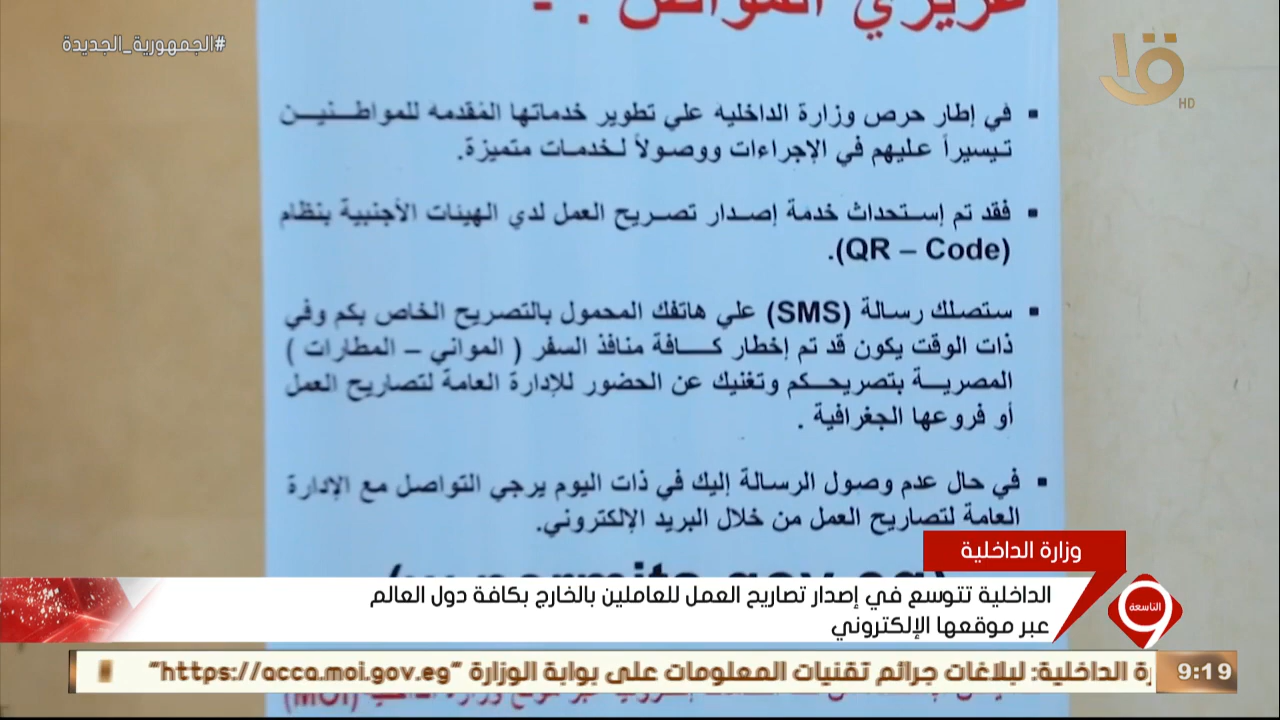 #الجمهورية_الجديدة
HD
عزيزي المواطن : -
في إطار حرص وزارة الداخليه علي تطوير خدماتها المُقدمه للمواطنين
تيسيراً عليهم في الإجراءات ووصولاً لخدمات متميزة.
فقد تم إستحداث خدمة إصدار تصريح العمل لدي الهيئات الأجنبية بنظام
(QR – Code).
ستصلك رسالة (SMS) علي هاتفك المحمول بالتصريح الخاص بكم وفي
ذات الوقت يكون قد تم إخطار كافة منافذ السفر ( المواني – المطارات )
المصرية بتصريحكم وتغنيك عن الحضور للإدارة العامة لتصاريح العمل
أو فروعها الجغرافية .
في حال عدم وصول الرسالة إليك في ذات اليوم يرجي التواصل مع الإدارة
العامة لتصاريح العمل من خلال البريد الإلكتروني.
وزارة الداخلية
الداخلية تتوسع في إصدار تصاريح العمل للعاملين بالخارج بكافة دول العالم
عبر موقعها الإلكتروني
التاسعة
9:19
رة الداخلية: لبلاغات جرائم تقنيات المعلومات على بوابة الوزارة "https://acca.moi.gov.eg"
(MOI)